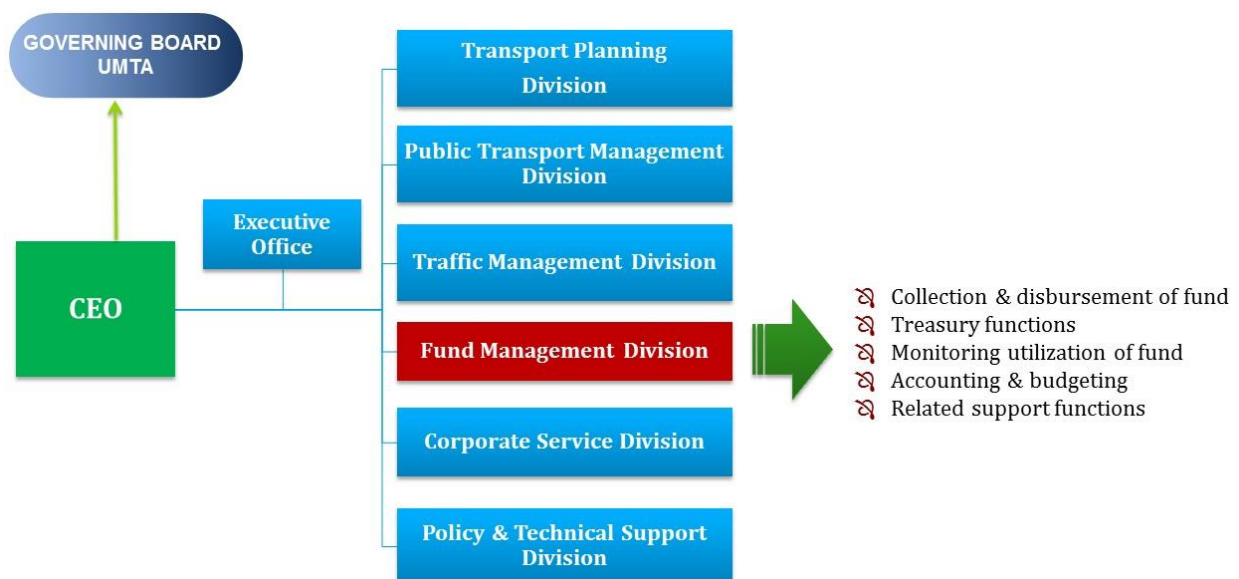 GOVERNING BOARD
UMTA
CEO
Executive
Office
Transport Planning
Division
Public Transport Management
Division
Traffic Management Division
Fund Management Division
Corporate Service Division
Policy & Technical Support
Division
Collection & disbursement of fund
Treasury functions
Monitoring utilization of fund
Accounting & budgeting
Related support functions